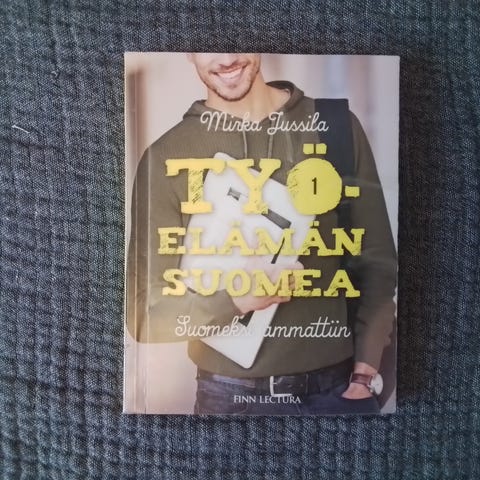 Mirka Jussila
TYÖ-
1
ELÄMÄN
SUOMEA
Suomeksi ammattiin
FINN LECTURA